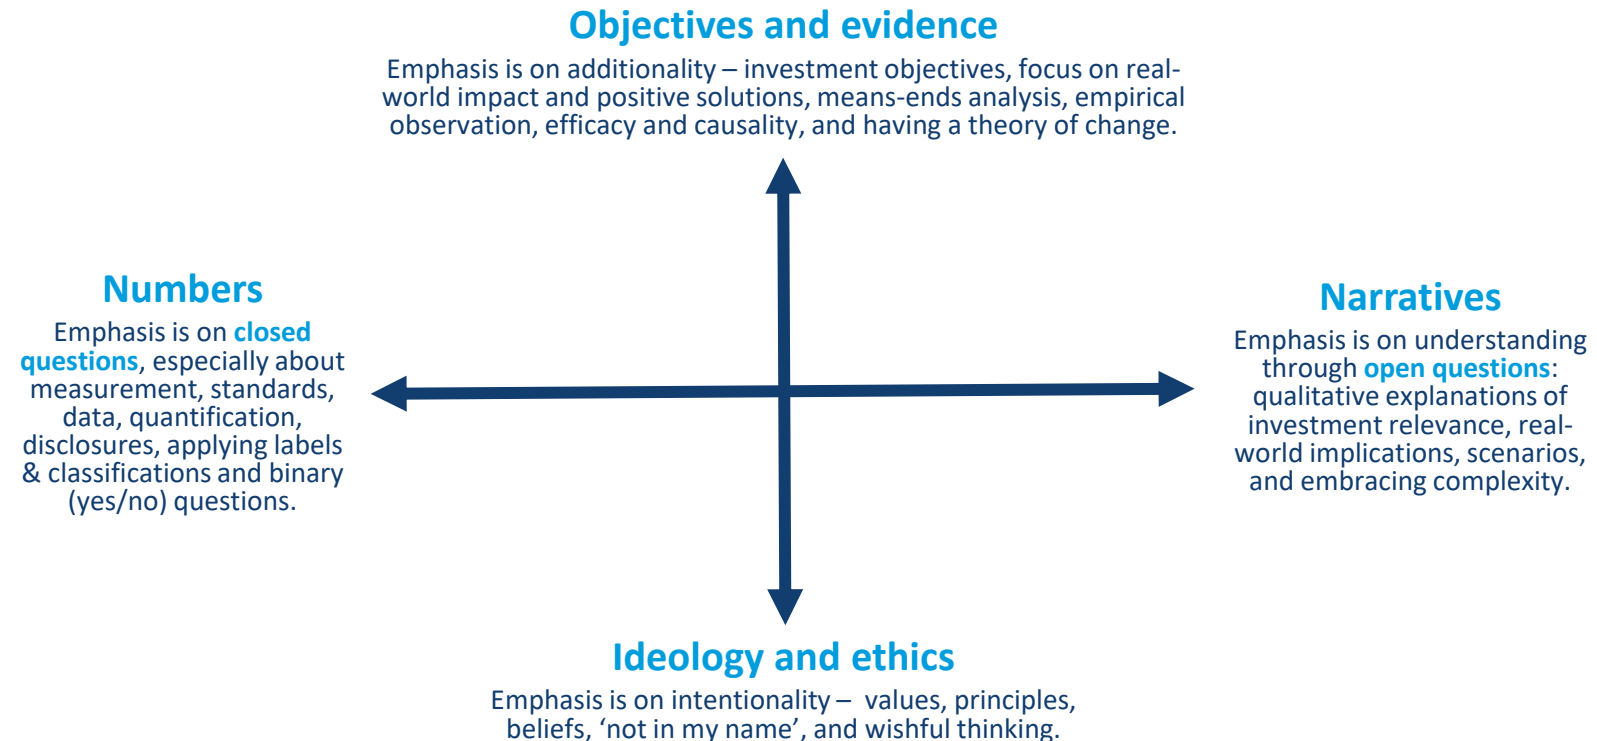 Objectives and evidence
Emphasis is on additionality – investment objectives, focus on real-
world impact and positive solutions, means-ends analysis, empirical
observation, efficacy and causality, and having a theory of change.
Numbers
Emphasis is on closed
questions, especially about
measurement, standards,
data, quantification,
disclosures, applying labels
& classifications and binary
(yes/no) questions.
Narratives
Emphasis is on understanding
through open questions:
qualitative explanations of
investment relevance, real-
world implications, scenarios,
and embracing complexity.
Ideology and ethics
Emphasis is on intentionality – values, principles,
beliefs, ‘not in my name’, and wishful thinking.